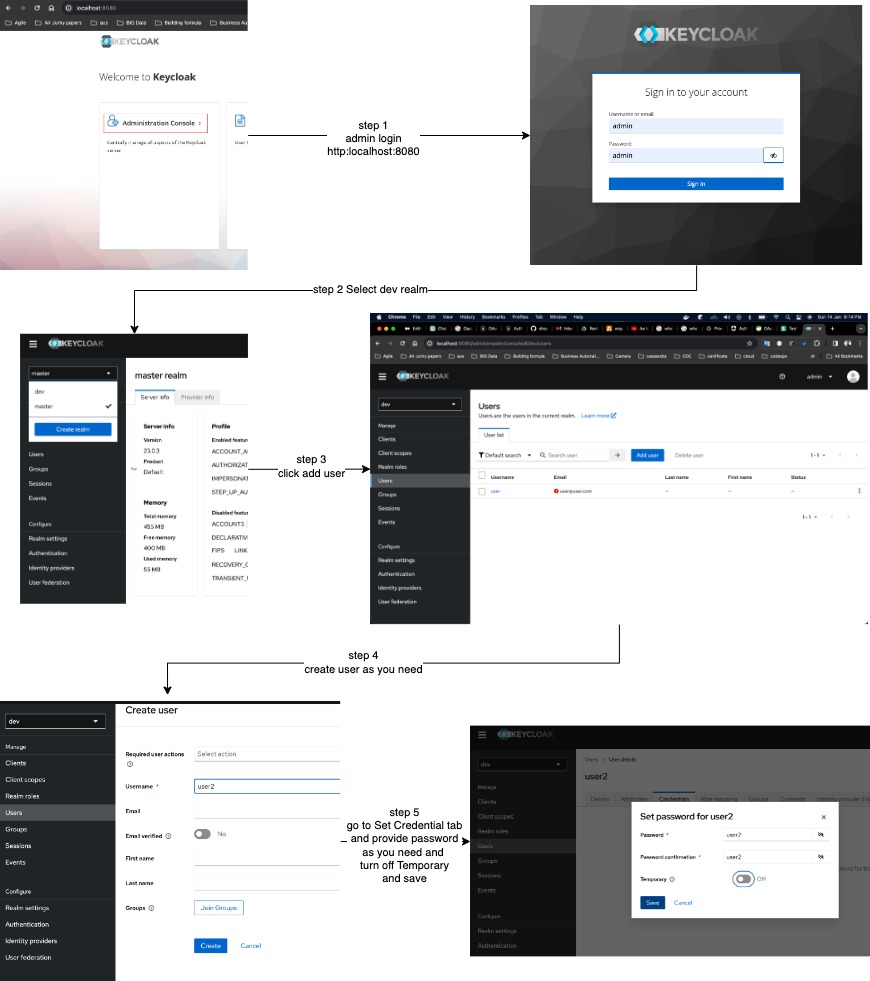 localhost:8080
Agile
Air Jumy papers
aus
BIG Data
Building formula
Business Au
KEYCLOAK
Welcome to Keycloak
Administration Console >
Centrally manage all aspects of the Keycloak
server
User
step 1
admin login
http:localhost:8080
KEYCLOAK
Sign in to your account
Username or email
admin
Password
admin
Sign In
step 2 Select dev realm
KEYCLOAK
master
dev
master
Create realm
Users
Groups
Sessions
Events
Configure
Realm settings
Authentication
Identity providers
User federation
master realm
Server info
Provider info
Server info
Version
23.0.3
Product
Default
Memory
Total memory
455 MB
Free memory
400 MB
Used memory
55 MB
Profile
Enabled featur
ACCOUNT_A
AUTHORIZAT
IMPERSONAT
STEP_UP_AU
Disabled featur
ACCOUNT3
DECLARATIV
FIPS LINK
RECOVERY_C
TRANSIENT_U
step 3
click add user
Chrome File Edit View History Bookmarks Profiles Tab Window Help
Sun 14 Jan 9:14 PM
localhost:8080/admin/master/console/#/dev/users
Agile
Air Jumy papers
aus
BIG Data
Building formula
Business Automat...
Camera
cassandra
CDC
certificate
cloud
codespo
All Bookmarks
KEYCLOAK
admin
dev
Manage
Clients
Client scopes
Realm roles
Users
Groups
Sessions
Events
Configure
Realm settings
Authentication
Identity providers
User federation
Users
Users are the users in the current realm. Learn more
User list
Default search
Search user
Add user
Delete user
1-1
Username Email Last name First name Status
user user@user.com – – –
1-1
step 4
create user as you need
dev
Manage
Clients
Client scopes
Realm roles
Users
Groups
Sessions
Events
Configure
Realm settings
Authentication
Identity providers
User federation
Create user
Required user actions
Select action
Username *
user2
Email
Email verified
No
First name
Last name
Groups
Join Groups
Create
Cancel
step 5
go to Set Credential tab
and provide password
as you need and
turn off Temporary
and save
KEYCLOAK
dev
Manage
Clients
Client scopes
Realm roles
Users
Groups
Sessions
Events
Configure
Realm settings
Authentication
Users > User details
user2
Details Attributes Credentials Role mapping Groups Consents Identity provider link
Set password for user2
Password *
user2
Password confirmation *
user2
Temporary
Off
Save
Cancel